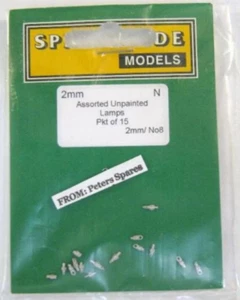 MODELS
2mm N
Assorted Unpainted
Lamps
Pkt of 15
2mm/ No8
FROM: Peters Spares